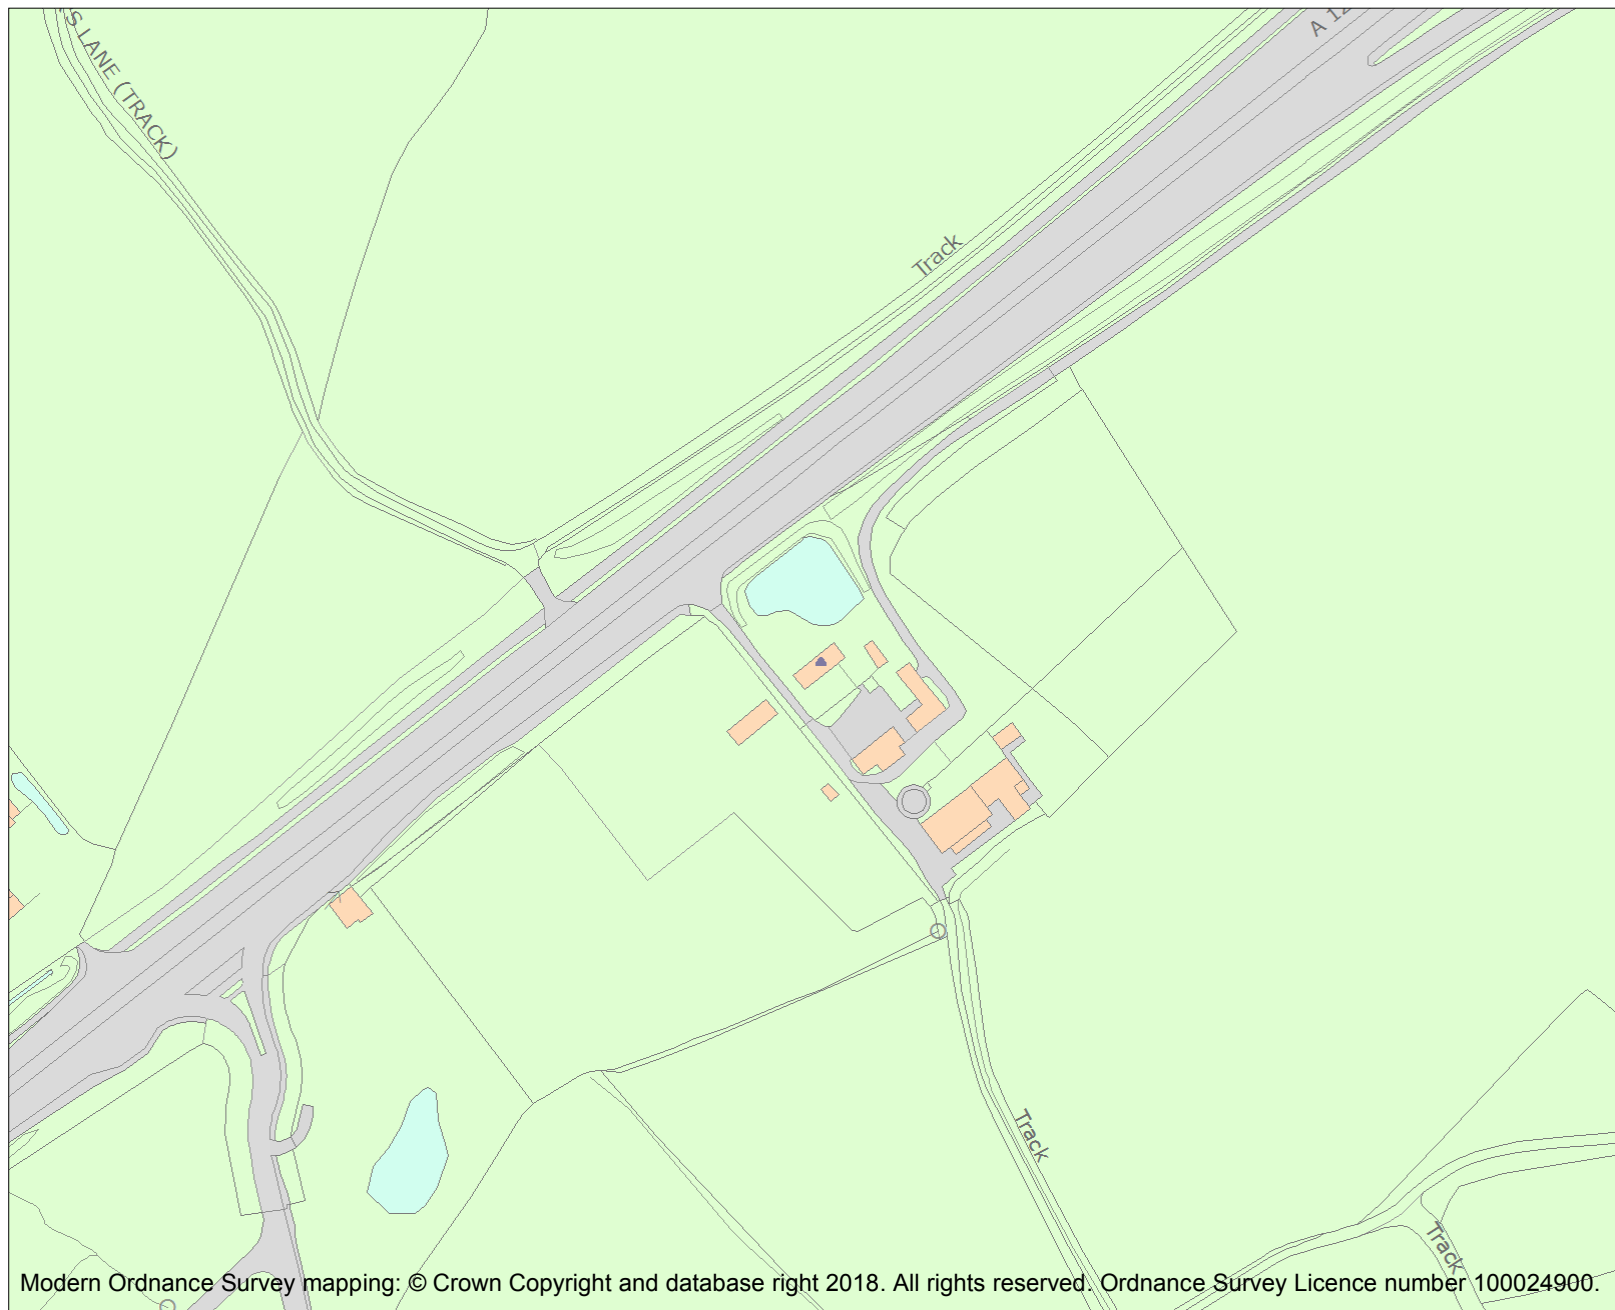 S LANE (TRACK)
A 12
Track
Track
Track
Modern Ordnance Survey mapping: © Crown Copyright and database right 2018. All rights reserved. Ordnance Survey Licence number 100024900.